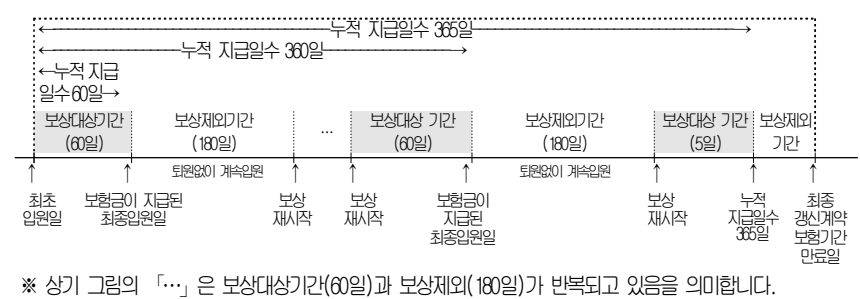 누적 지급일수 365일
누적 지급일수 360일
←누적 지급
일수60일→
보상대상기간 보상제외기간 보상대상 기간 보상제외기간 보상대상 기간 보상제외
(60일) (180일) … (60일) (180일) (5일) 기간
퇴원없이 계속입원 퇴원없이 계속입원
최초 보험금이 지급된 보상 보상 보험금이 보상 누적 최종
입원일 최종입원일 재시작 재시작 지급된 재시작 지급일수 갱신계약
최종입원일 365일 보험기간
만료일
※ 상기 그림의 「…」은 보상대상기간(60일)과 보상제외(180일)가 반복되고 있음을 의미합니다.